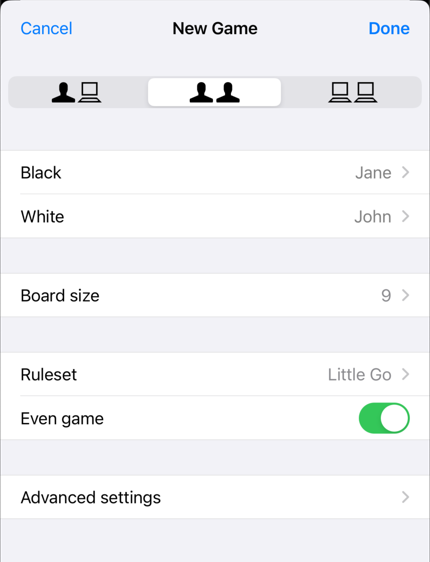 Cancel New Game Done
Black Jane
White John
Board size 9
Ruleset Little Go
Even game
Advanced settings